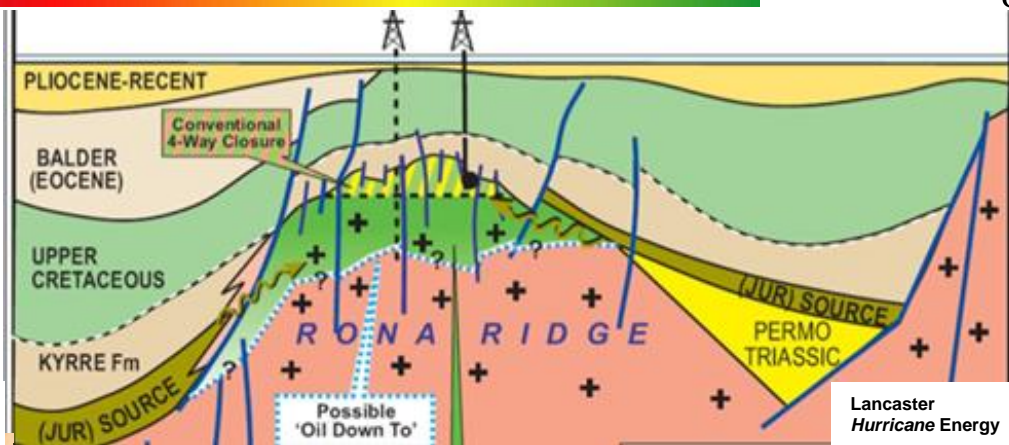 PLIOCENE-RECENT
Conventional
4-Way Closure
BALDER
(EOCENE)
UPPER
CRETACEOUS
KYRRE Fm
(JUR) SOURCE
?
?
?
?
?
RONA RIDGE
(JUR) SOURCE
PERMO
TRIASSIC
Possible
'Oil Down To'
Lancaster
Hurricane Energy